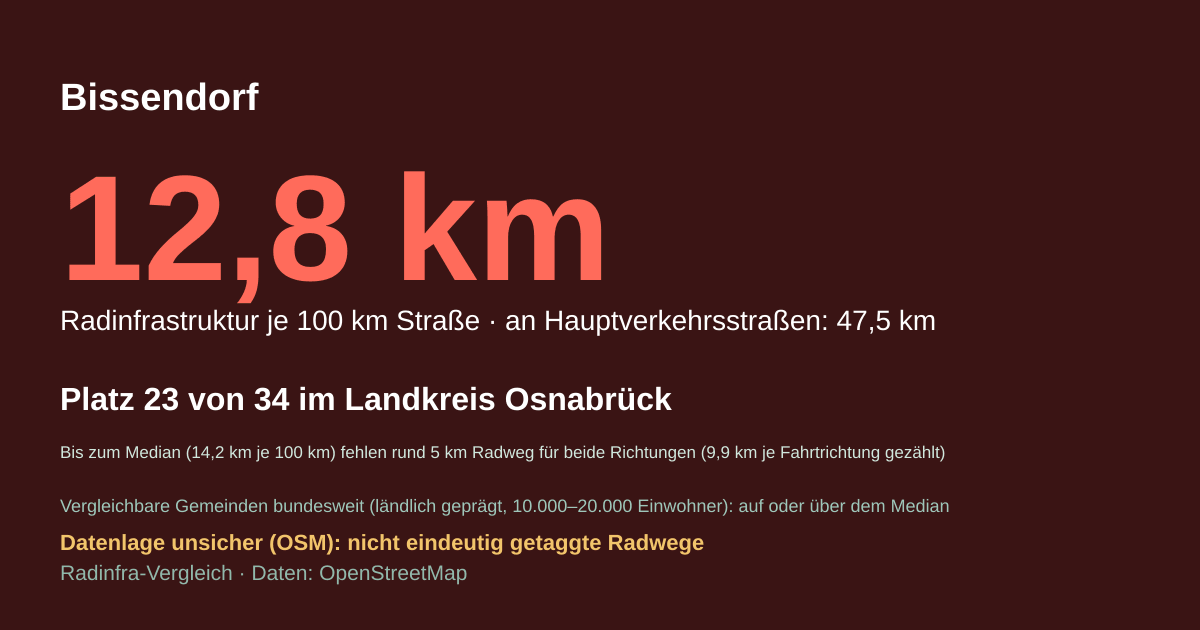 Bissendorf
12,8 km
Radinfrastruktur je 100 km Straße · an Hauptverkehrsstraßen: 47,5 km
Platz 23 von 34 im Landkreis Osnabrück
Bis zum Median (14,2 km je 100 km) fehlen rund 5 km Radweg für beide Richtungen (9,9 km je Fahrtrichtung gezählt)
Vergleichbare Gemeinden bundesweit (ländlich geprägt, 10.000–20.000 Einwohner): auf oder über dem Median
Datenlage unsicher (OSM): nicht eindeutig getaggte Radwege
Radinfra-Vergleich · Daten: OpenStreetMap